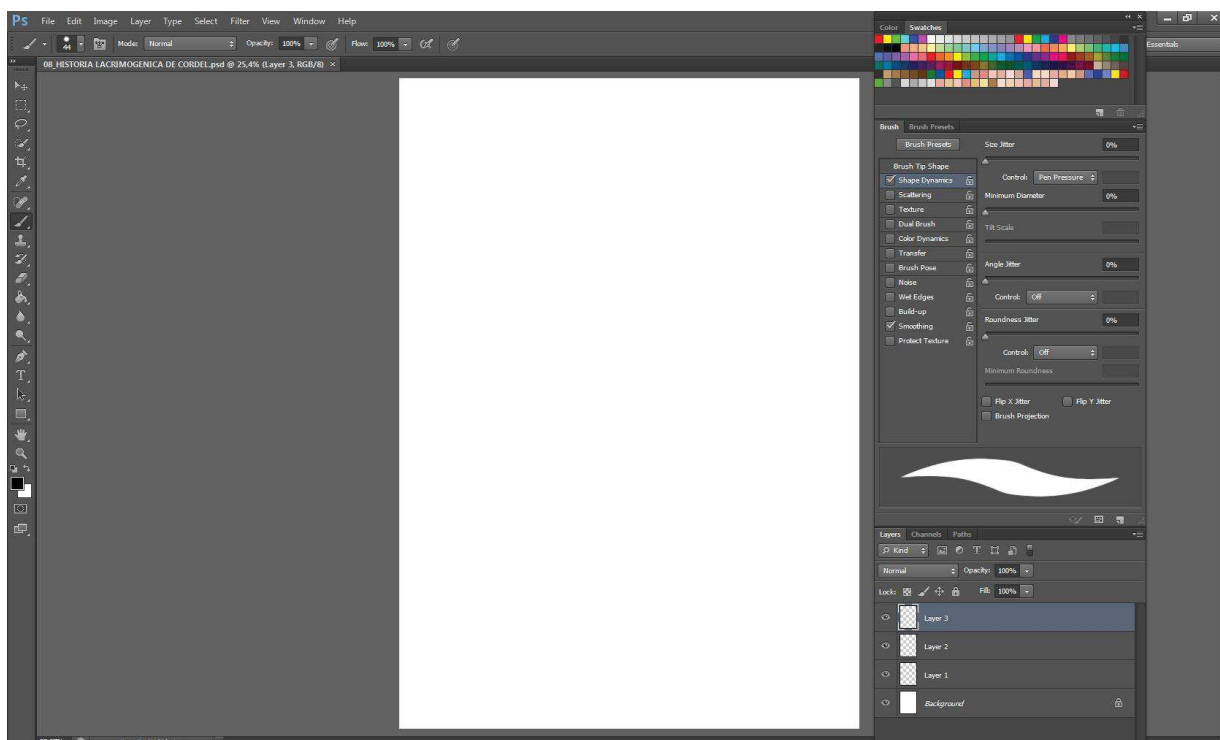 Ps File Edit Image Layer Type Select Filter View Window Help
44 Mode: Normal Opacity: 100% Flow: 100%
Essentials
08_HISTORIA LACRIMOGENICA DE CORDEL.psd @ 25,4% (Layer 3, RGB/8) ×
Color Swatches
Brush Brush Presets
Brush Presets
Brush Tip Shape
Shape Dynamics
Scattering
Texture
Dual Brush
Color Dynamics
Transfer
Brush Pose
Noise
Wet Edges
Build-up
Smoothing
Protect Texture
Size Jitter 0%
Control: Pen Pressure
Minimum Diameter 0%
Tilt Scale
Angle Jitter 0%
Control: Off
Roundness Jitter 0%
Control: Off
Minimum Roundness
Flip X Jitter Flip Y Jitter
Brush Projection
Layers Channels Paths
Kind
Normal Opacity: 100%
Lock: Fill: 100%
Layer 3
Layer 2
Layer 1
Background